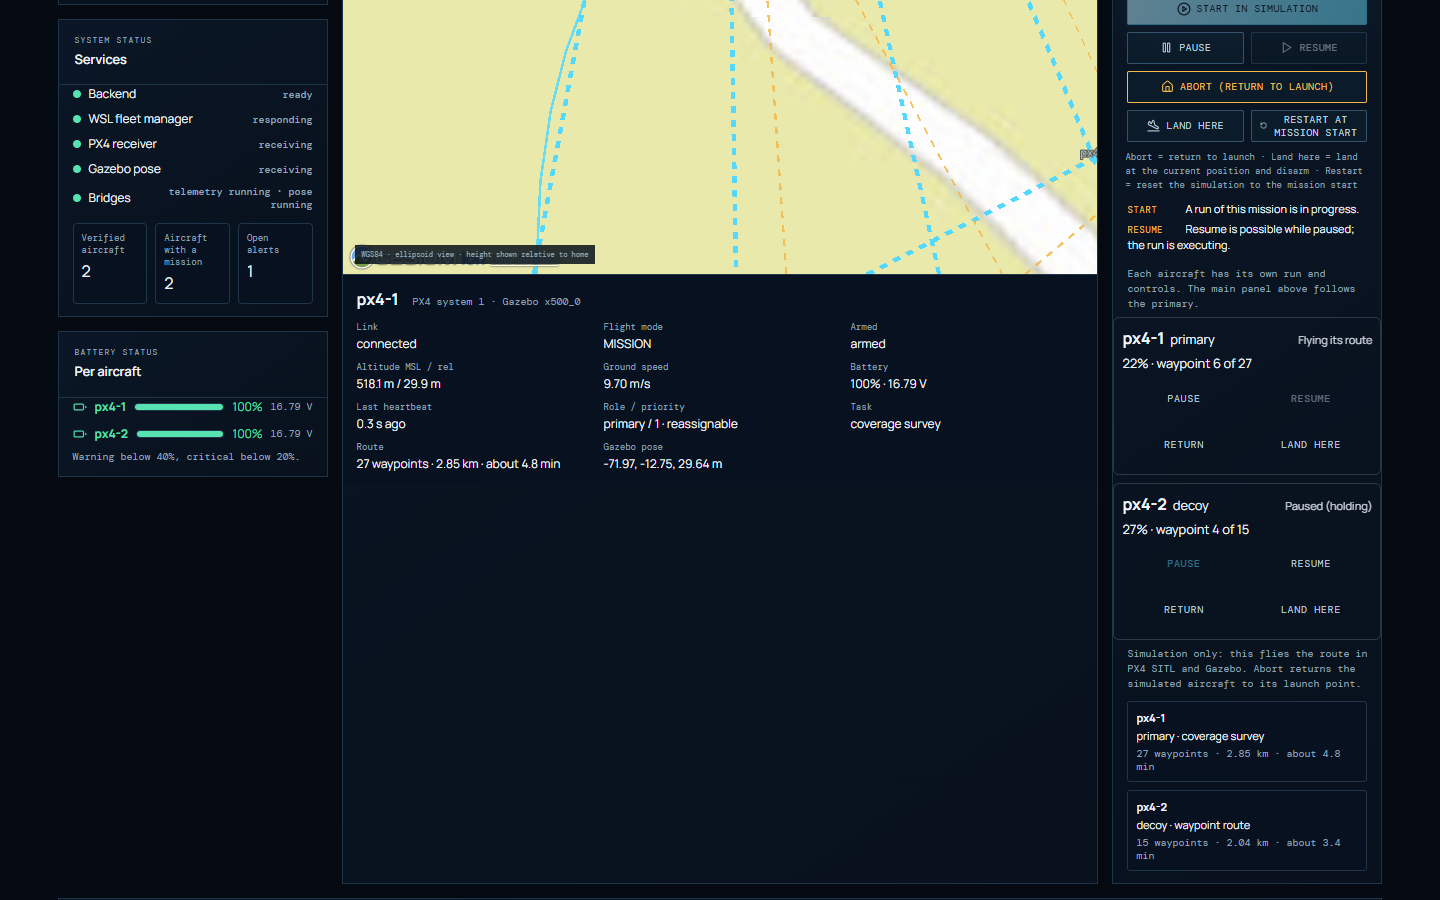 SYSTEM STATUS
Services
Backend ready
WSL fleet manager responding
PX4 receiver receiving
Gazebo pose receiving
Bridges telemetry running · pose
running
Verified
aircraft
2
Aircraft
with a
mission
2
Open
alerts
1
BATTERY STATUS
Per aircraft
px4-1 100% 16.79 V
px4-2 100% 16.79 V
Warning below 40%, critical below 20%.
WGS84 · ellipsoid view · height shown relative to home
px4-1 PX4 system 1 · Gazebo x500_0
Link
connected
Flight mode
MISSION
Armed
armed
Altitude MSL / rel
518.1 m / 29.9 m
Ground speed
9.70 m/s
Battery
100% · 16.79 V
Last heartbeat
0.3 s ago
Role / priority
primary / 1 · reassignable
Task
coverage survey
Route
27 waypoints · 2.85 km · about 4.8 min
Gazebo pose
-71.97, -12.75, 29.64 m
START IN SIMULATION
PAUSE
RESUME
ABORT (RETURN TO LAUNCH)
LAND HERE
RESTART AT
MISSION START
Abort = return to launch · Land here = land
at the current position and disarm · Restart
= reset the simulation to the mission start
START A run of this mission is in progress.
RESUME Resume is possible while paused;
the run is executing.
Each aircraft has its own run and
controls. The main panel above follows
the primary.
px4-1 primary Flying its route
22% · waypoint 6 of 27
PAUSE
RESUME
RETURN
LAND HERE
px4-2 decoy Paused (holding)
27% · waypoint 4 of 15
PAUSE
RESUME
RETURN
LAND HERE
Simulation only: this flies the route in
PX4 SITL and Gazebo. Abort returns the
simulated aircraft to its launch point.
px4-1
primary · coverage survey
27 waypoints · 2.85 km · about 4.8
min
px4-2
decoy · waypoint route
15 waypoints · 2.04 km · about 3.4
min